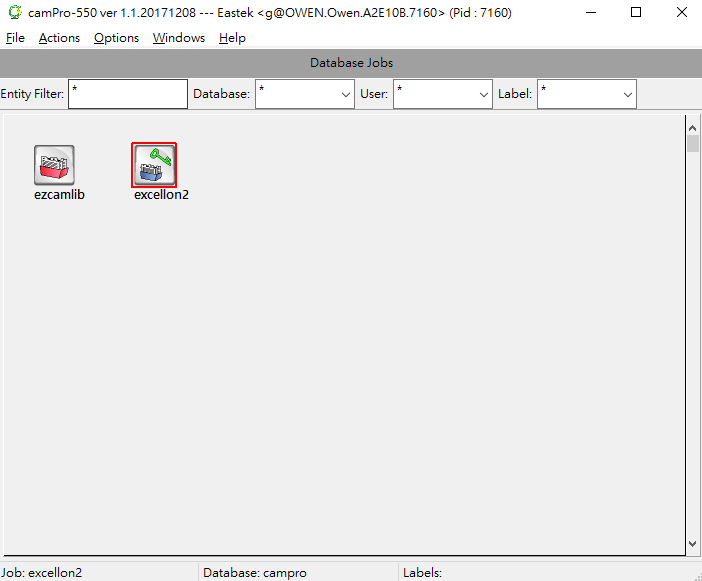 camPro-550 ver 1.1.20171208 --- Eastek <g@OWEN.Owen.A2E10B.7160> (Pid : 7160)
File Actions Options Windows Help
Database Jobs
Entity Filter: * Database: * User: * Label: *
ezcamlib excellon2
Job: excellon2 Database: campro Labels: